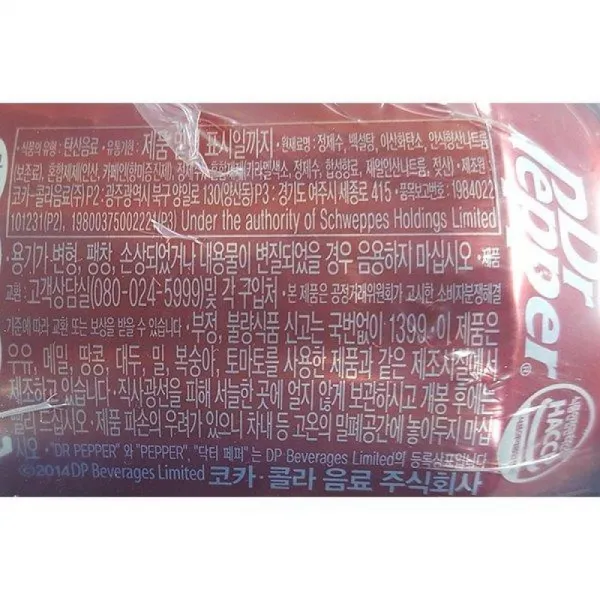 ·식품의 유형: 탄산음료 ·유통기한: 제품 표시일까지 ·원재료명: 정제수, 백설탕, 이산화탄소, 안식향산나트륨
(보존료), 혼합제제(인산, 카페인(향미증진제), 정제수 카라멜색소, 정제수, 합성향료, 제일인산나트륨, 젖산) ·제조원:
코카·콜라음료(주) P2: 광주광역시 북구 양일로 130(양산동) P3: 경기도 여주시 세종로 415 ·품목보고번호: 1984022
101231(P2), 1980037500022 (P3) Under the authority of Schweppes Holdings Limited
용기가 변형, 팽창, 손상되었거나 내용물이 변질되었을 경우 음용하지 마십시오 ·제품
교환: 고객상담실(080-024-5999)및 각 구입처 ·본 제품은 공정거래위원회가 고시한 소비자분쟁해결
기준에 따라 교환 또는 보상을 받을 수 있습니다 ·부정, 불량식품 신고는 국번없이 1399 ·이 제품은
우유, 메밀, 땅콩, 대두, 밀, 복숭아, 토마토를 사용한 제품과 같은 제조시설에서
제조하고 있습니다 ·직사광선을 피해 서늘한 곳에 얼지 않게 보관하시고 개봉 후에는
빨리 드십시오 ·제품 파손의 우려가 있으니 차내 등 고온의 밀폐공간에 놓아두지 마십
시오 ·"DR PEPPER" 와 "PEPPER", "닥터 페퍼"는 DP Beverages Limited의 등록상표입니다
©2014 DP Beverages Limited 코카·콜라 음료 주식회사
Dr
Pepper®
HACCP